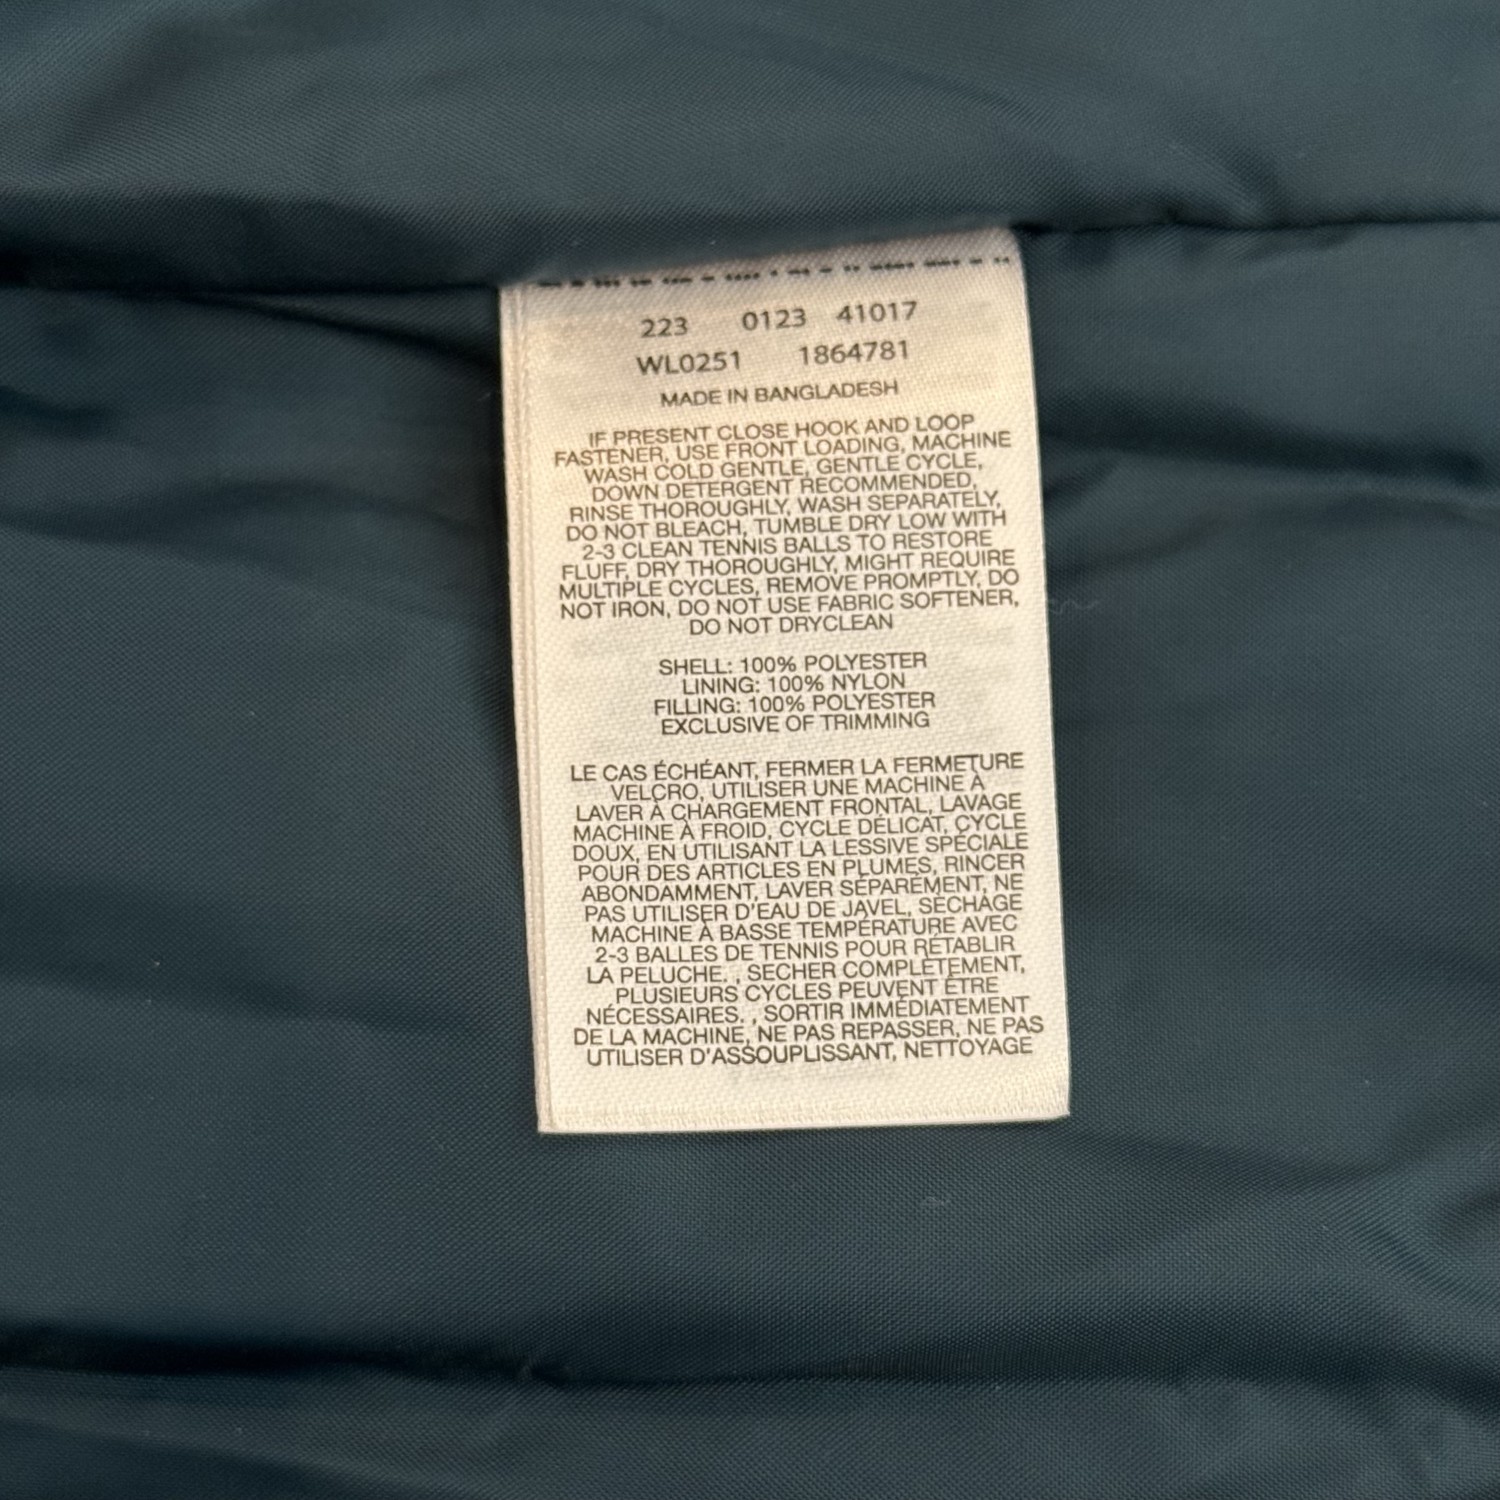 223 0123 41017
WL0251 1864781
MADE IN BANGLADESH
IF PRESENT CLOSE HOOK AND LOOP
FASTENER, USE FRONT LOADING, MACHINE
WASH COLD GENTLE, GENTLE CYCLE,
DOWN DETERGENT RECOMMENDED,
RINSE THOROUGHLY, WASH SEPARATELY,
DO NOT BLEACH, TUMBLE DRY LOW WITH
2-3 CLEAN TENNIS BALLS TO RESTORE
FLUFF, DRY THOROUGHLY, MIGHT REQUIRE
MULTIPLE CYCLES, REMOVE PROMPTLY, DO
NOT IRON, DO NOT USE FABRIC SOFTENER,
DO NOT DRYCLEAN
SHELL: 100% POLYESTER
LINING: 100% NYLON
FILLING: 100% POLYESTER
EXCLUSIVE OF TRIMMING
LE CAS ÉCHÉANT, FERMER LA FERMETURE
VELCRO, UTILISER UNE MACHINE À
LAVER À CHARGEMENT FRONTAL, LAVAGE
MACHINE À FROID, CYCLE DÉLICAT, CYCLE
DOUX, EN UTILISANT LA LESSIVE SPÉCIALE
POUR DES ARTICLES EN PLUMES, RINCER
ABONDAMMENT, LAVER SÉPARÉMENT, NE
PAS UTILISER D'EAU DE JAVEL, SÉCHAGE
MACHINE À BASSE TEMPÉRATURE AVEC
2-3 BALLES DE TENNIS POUR RÉTABLIR
LA PELUCHE. , SECHER COMPLÈTEMENT,
PLUSIEURS CYCLES PEUVENT ÊTRE
NÉCESSAIRES. , SORTIR IMMÉDIATEMENT
DE LA MACHINE, NE PAS REPASSER, NE PAS
UTILISER D'ASSOUPLISSANT, NETTOYAGE